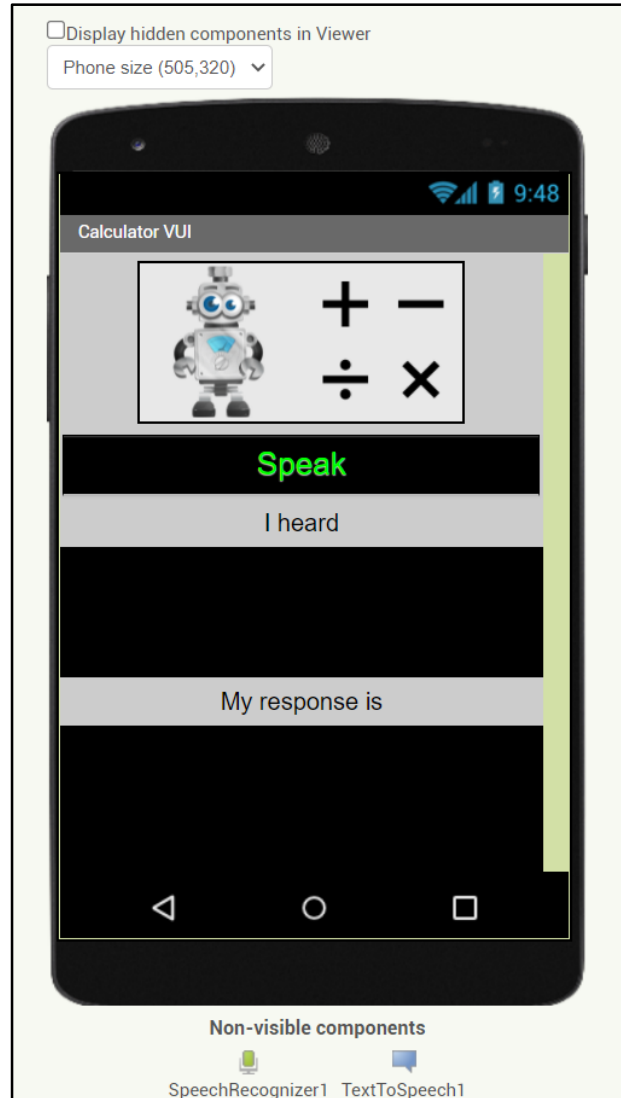 Display hidden components in Viewer
Phone size (505,320)
9:48
Calculator VUI
+ −
÷ ×
Speak
I heard
My response is
Non-visible components
SpeechRecognizer1 TextToSpeech1